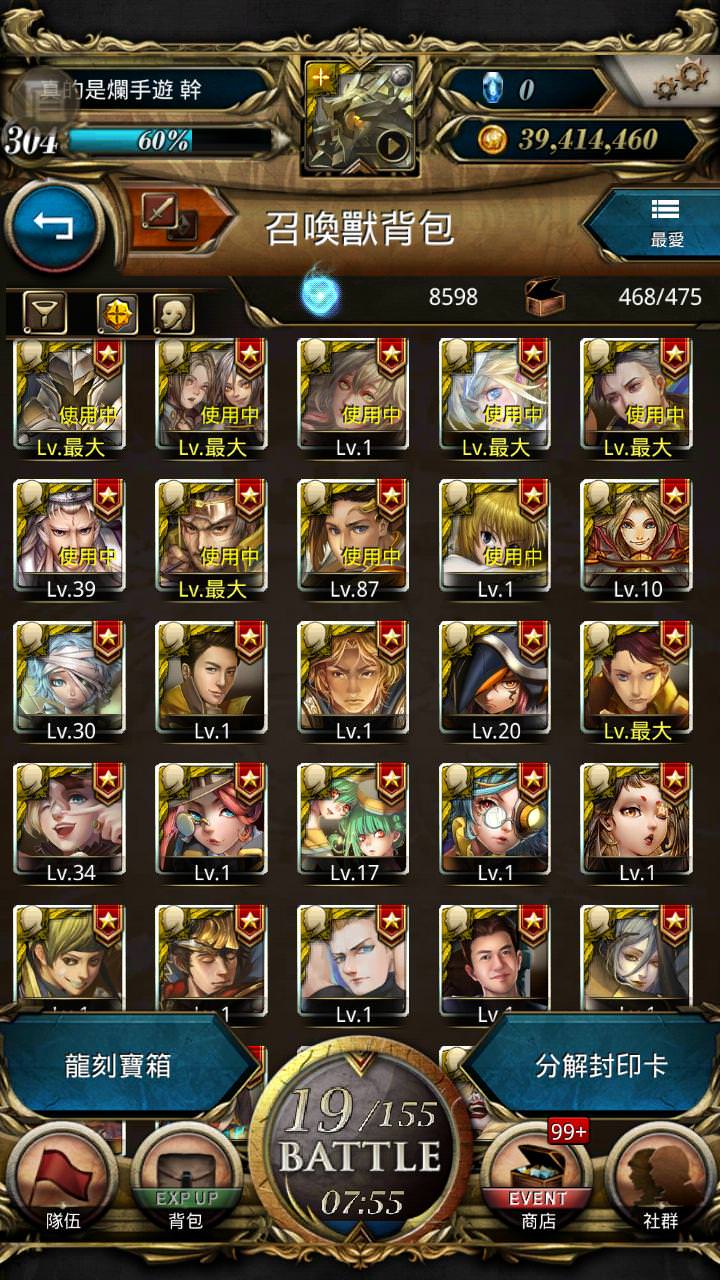 真的是爛手遊 幹
0
304
60%
39,414,460
召喚獸背包
最愛
8598
468/475
使用中 使用中 使用中 使用中 使用中
Lv.最大 Lv.最大 Lv.1 Lv.最大 Lv.最大
使用中 使用中 使用中 使用中
Lv.39 Lv.最大 Lv.87 Lv.1 Lv.10
Lv.30 Lv.1 Lv.1 Lv.20 Lv.最大
Lv.34 Lv.1 Lv.17 Lv.1 Lv.1
Lv.1
龍刻寶箱
分解封印卡
19/155
BATTLE
07:55
99+
EXP UP
EVENT
隊伍
背包
商店
社群